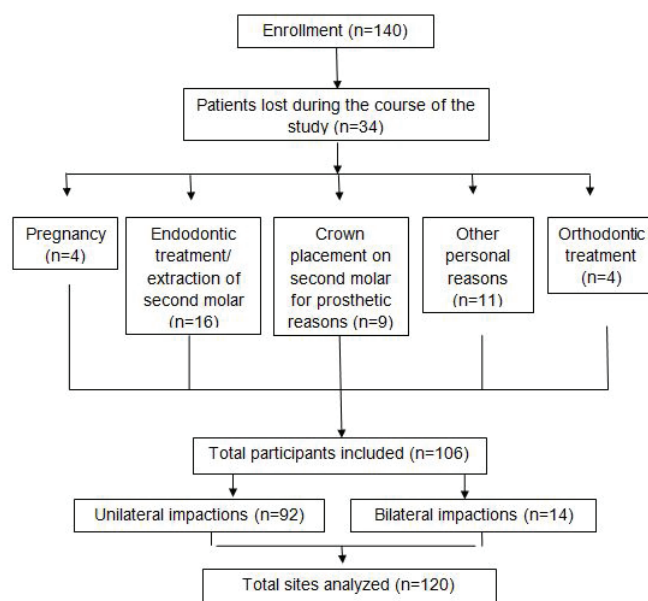 Enrollment (n=140)
Patients lost during the course of the
study (n=34)
Pregnancy
(n=4)
Endodontic
treatment/
extraction of
second molar
(n=16)
Crown
placement on
second molar
for prosthetic
reasons (n=9)
Other
personal
reasons
(n=11)
Orthodontic
treatment
(n=4)
Total participants included (n=106)
Unilateral impactions (n=92)
Bilateral impactions (n=14)
Total sites analyzed (n=120)